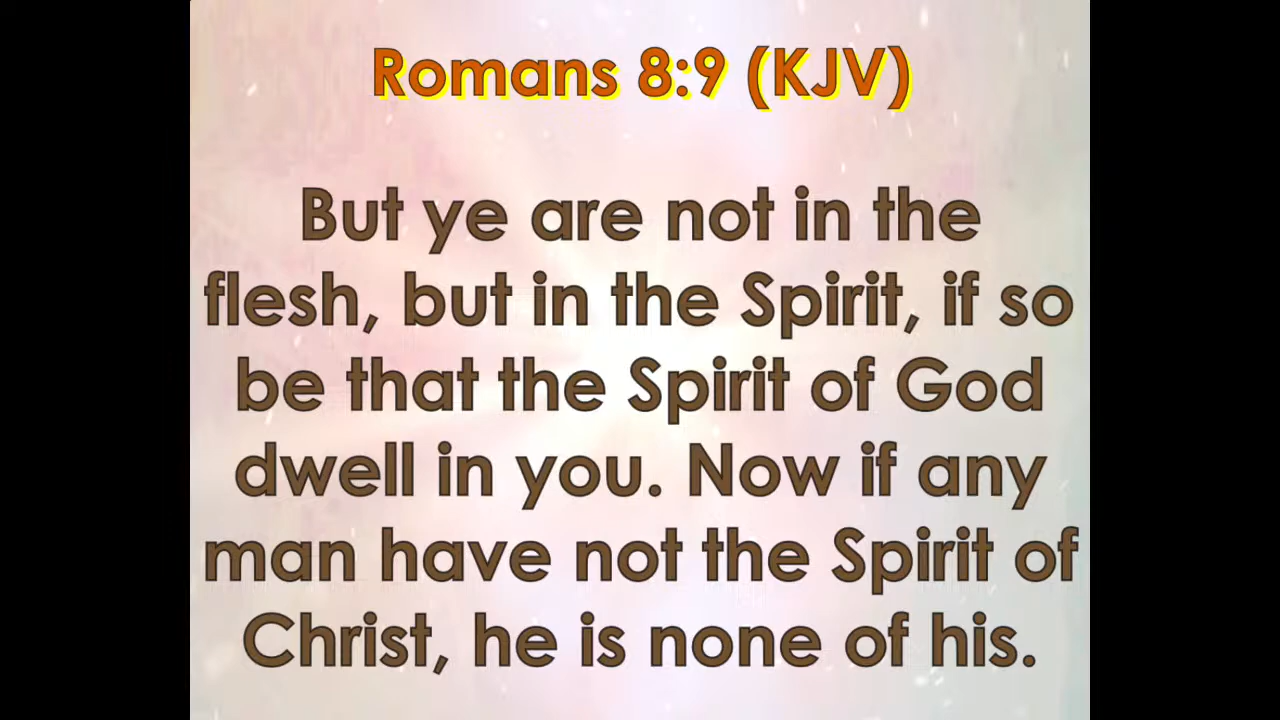 Romans 8:9 (KJV)
But ye are not in the
flesh, but in the Spirit, if so
be that the Spirit of God
dwell in you. Now if any
man have not the Spirit of
Christ, he is none of his.